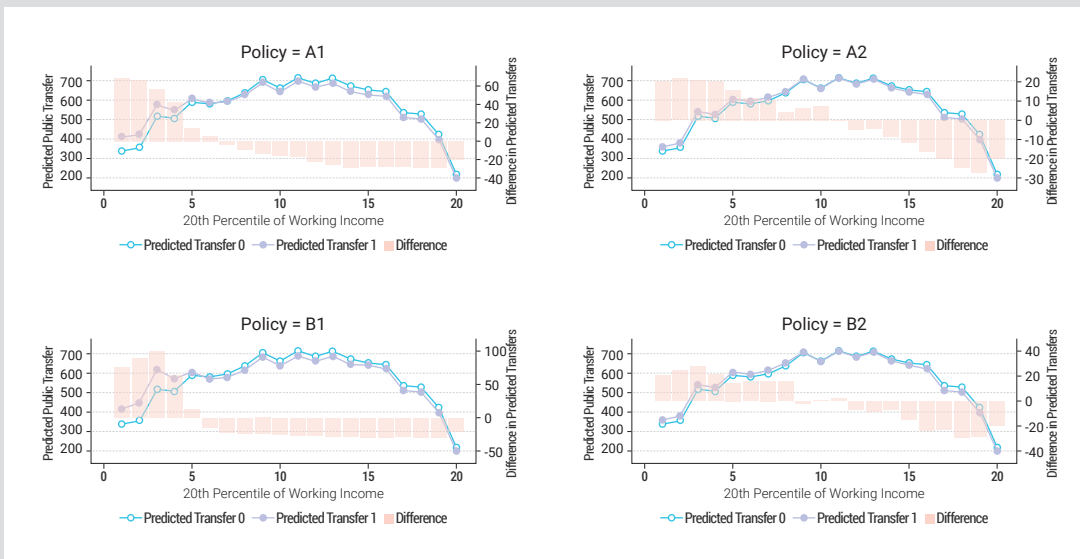 Policy = A1
Predicted Public Transfer
700
600
500
400
300
200
60
40
20
0
-20
-40
Difference in Predicted Transfers
0 5 10 15 20
20th Percentile of Working Income
Predicted Transfer 0 Predicted Transfer 1 Difference
Policy = A2
Predicted Public Transfer
700
600
500
400
300
200
20
10
0
-10
-20
-30
Difference in Predicted Transfers
0 5 10 15 20
20th Percentile of Working Income
Predicted Transfer 0 Predicted Transfer 1 Difference
Policy = B1
Predicted Public Transfer
700
600
500
400
300
200
100
50
0
-50
Difference in Predicted Transfers
0 5 10 15 20
20th Percentile of Working Income
Predicted Transfer 0 Predicted Transfer 1 Difference
Policy = B2
Predicted Public Transfer
700
600
500
400
300
200
40
20
0
-20
-40
Difference in Predicted Transfers
0 5 10 15 20
20th Percentile of Working Income
Predicted Transfer 0 Predicted Transfer 1 Difference